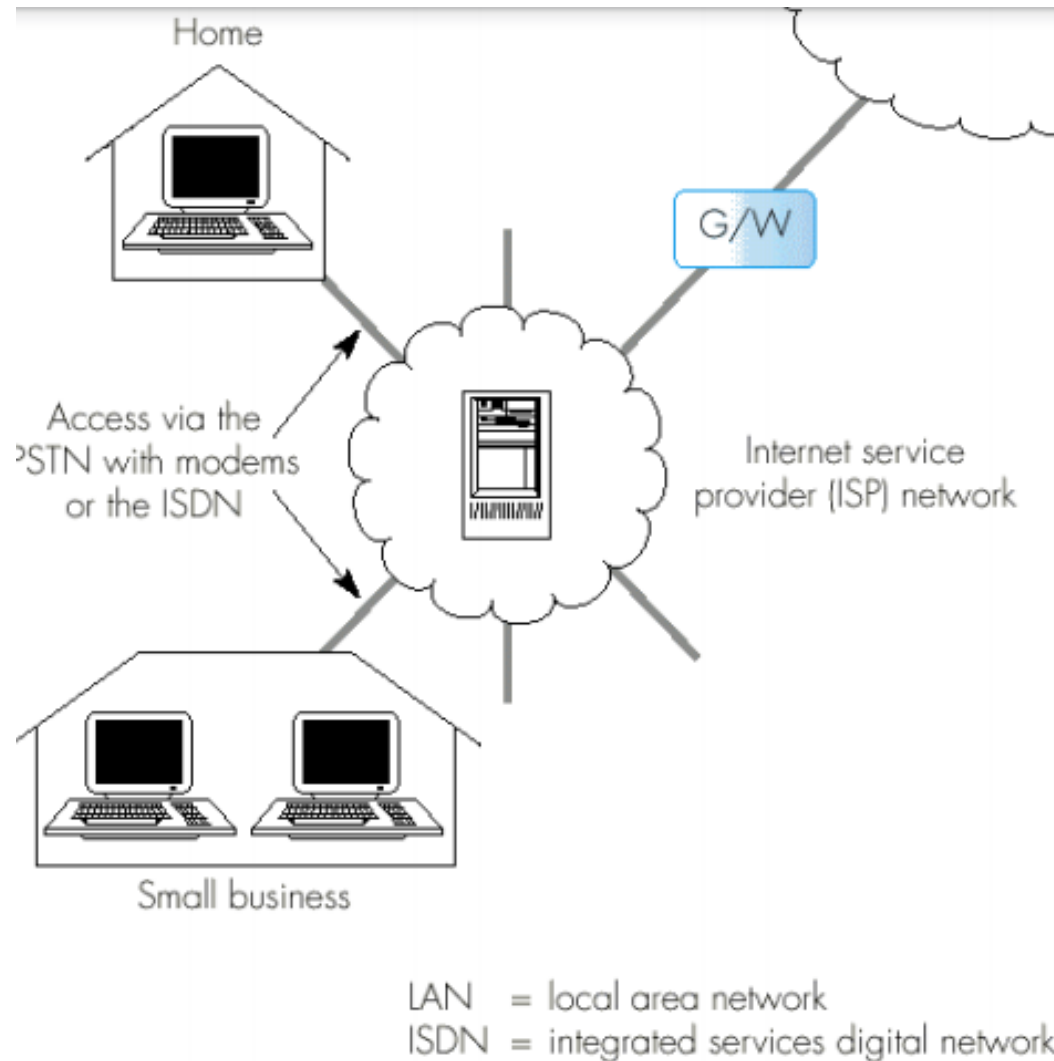 Home
G/W
Access via the
PSTN with modems
or the ISDN
Internet service
provider (ISP) network
Small business
LAN = local area network
ISDN = integrated services digital network